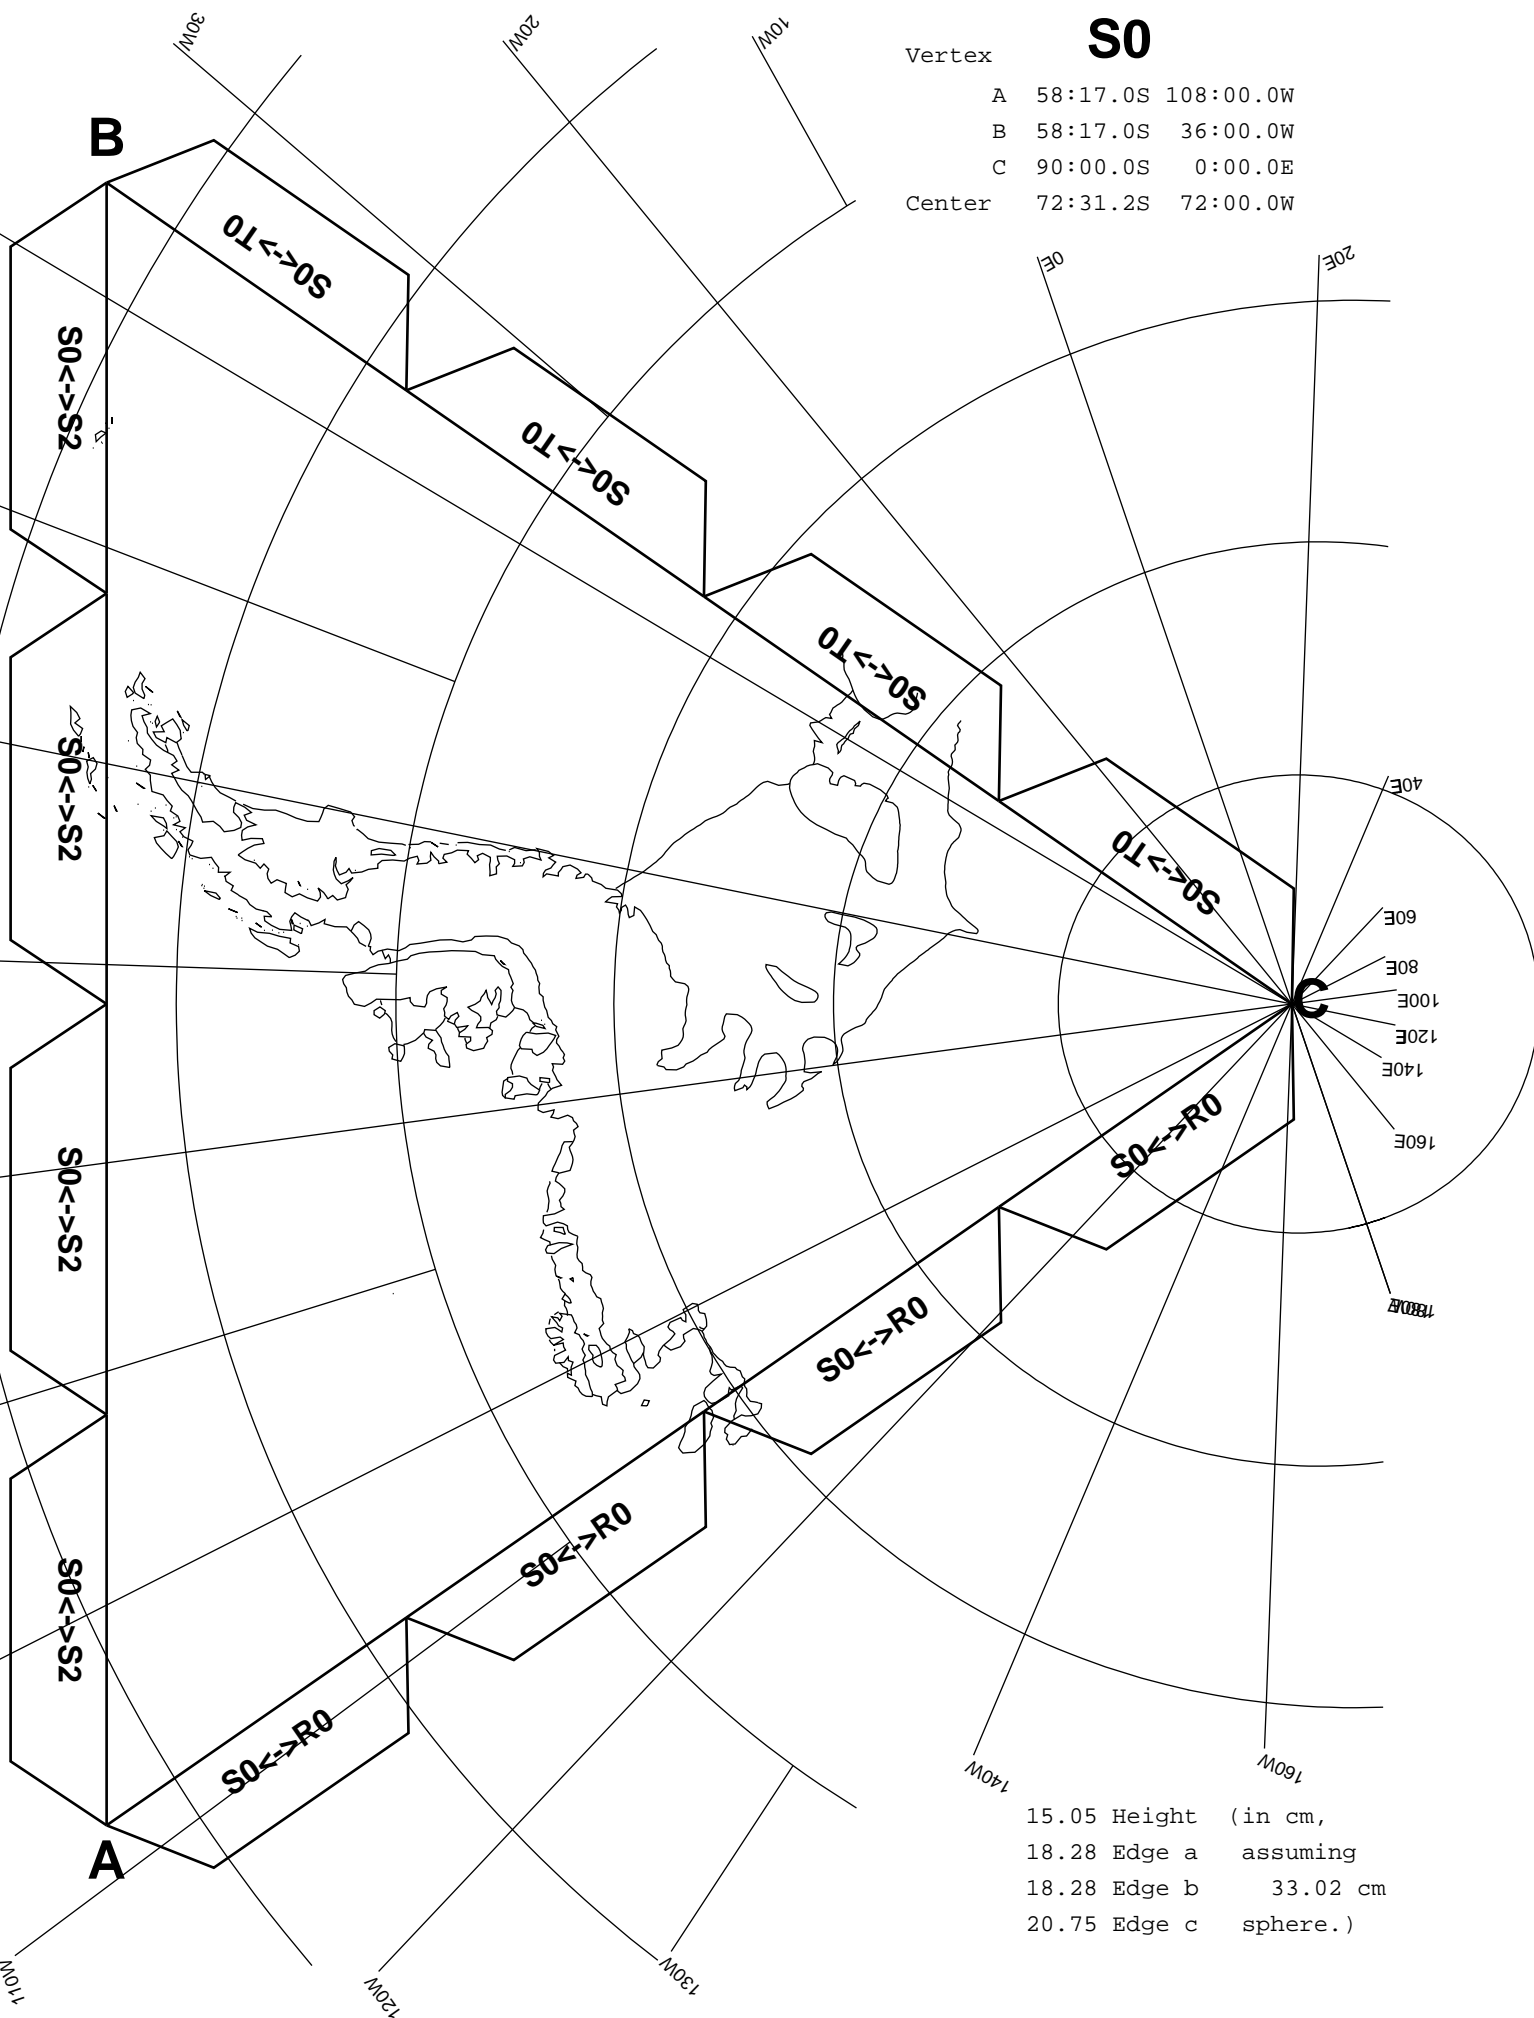 30W
20W
10W
S0
Vertex
A 58:17.0S 108:00.0W
B 58:17.0S 36:00.0W
C 90:00.0S 0:00.0E
Center 72:31.2S 72:00.0W
B
0E
20E
S0<->T0
S0<->S2
S0<->T0
S0<->T0
S0<->S2
40E
S0<->T0
60E
80E
C
100E
120E
140E
160E
S0<->R0
S0<->S2
S0<->R0
S0<->R0
S0<->S2
S0<->R0
140W
160W
A
110W
120W
130W
15.05 Height (in cm,
18.28 Edge a assuming
18.28 Edge b 33.02 cm
20.75 Edge c sphere.)